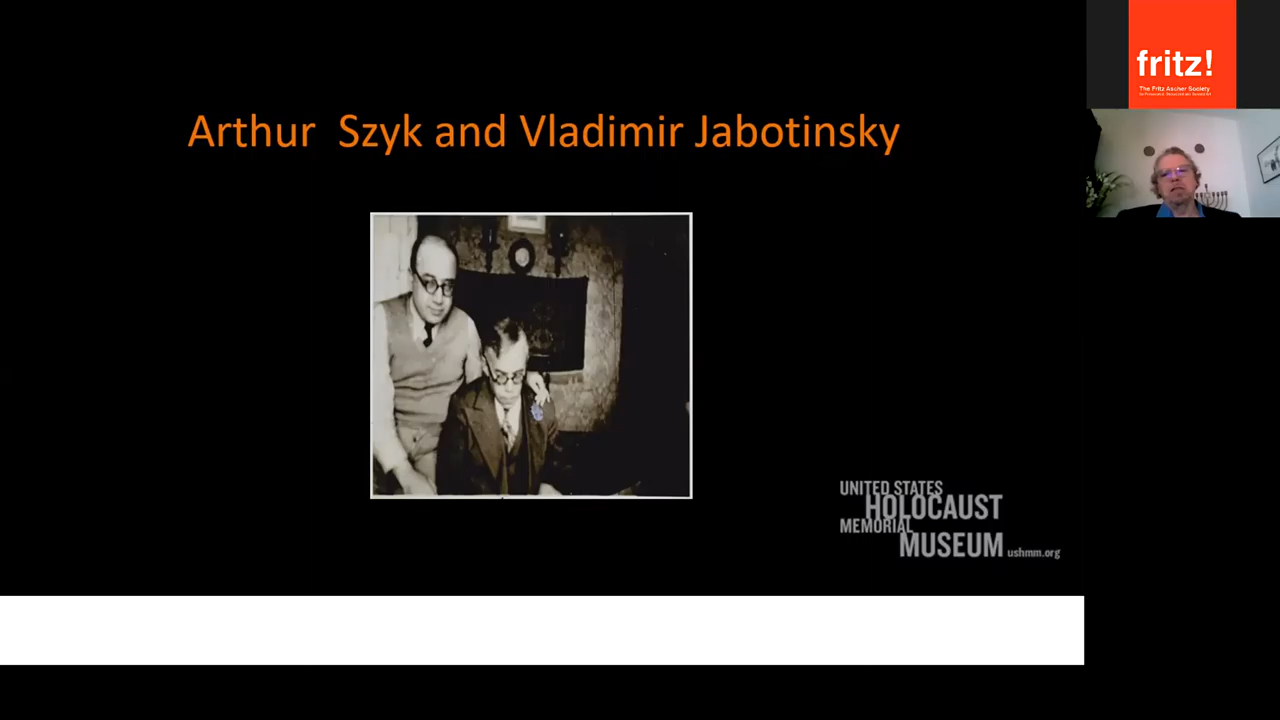 Arthur  Szyk and Vladimir Jabotinsky
UNITED STATES
HOLOCAUST
MEMORIAL
MUSEUM ushmm.org
fritz!
The Fritz Ascher Society